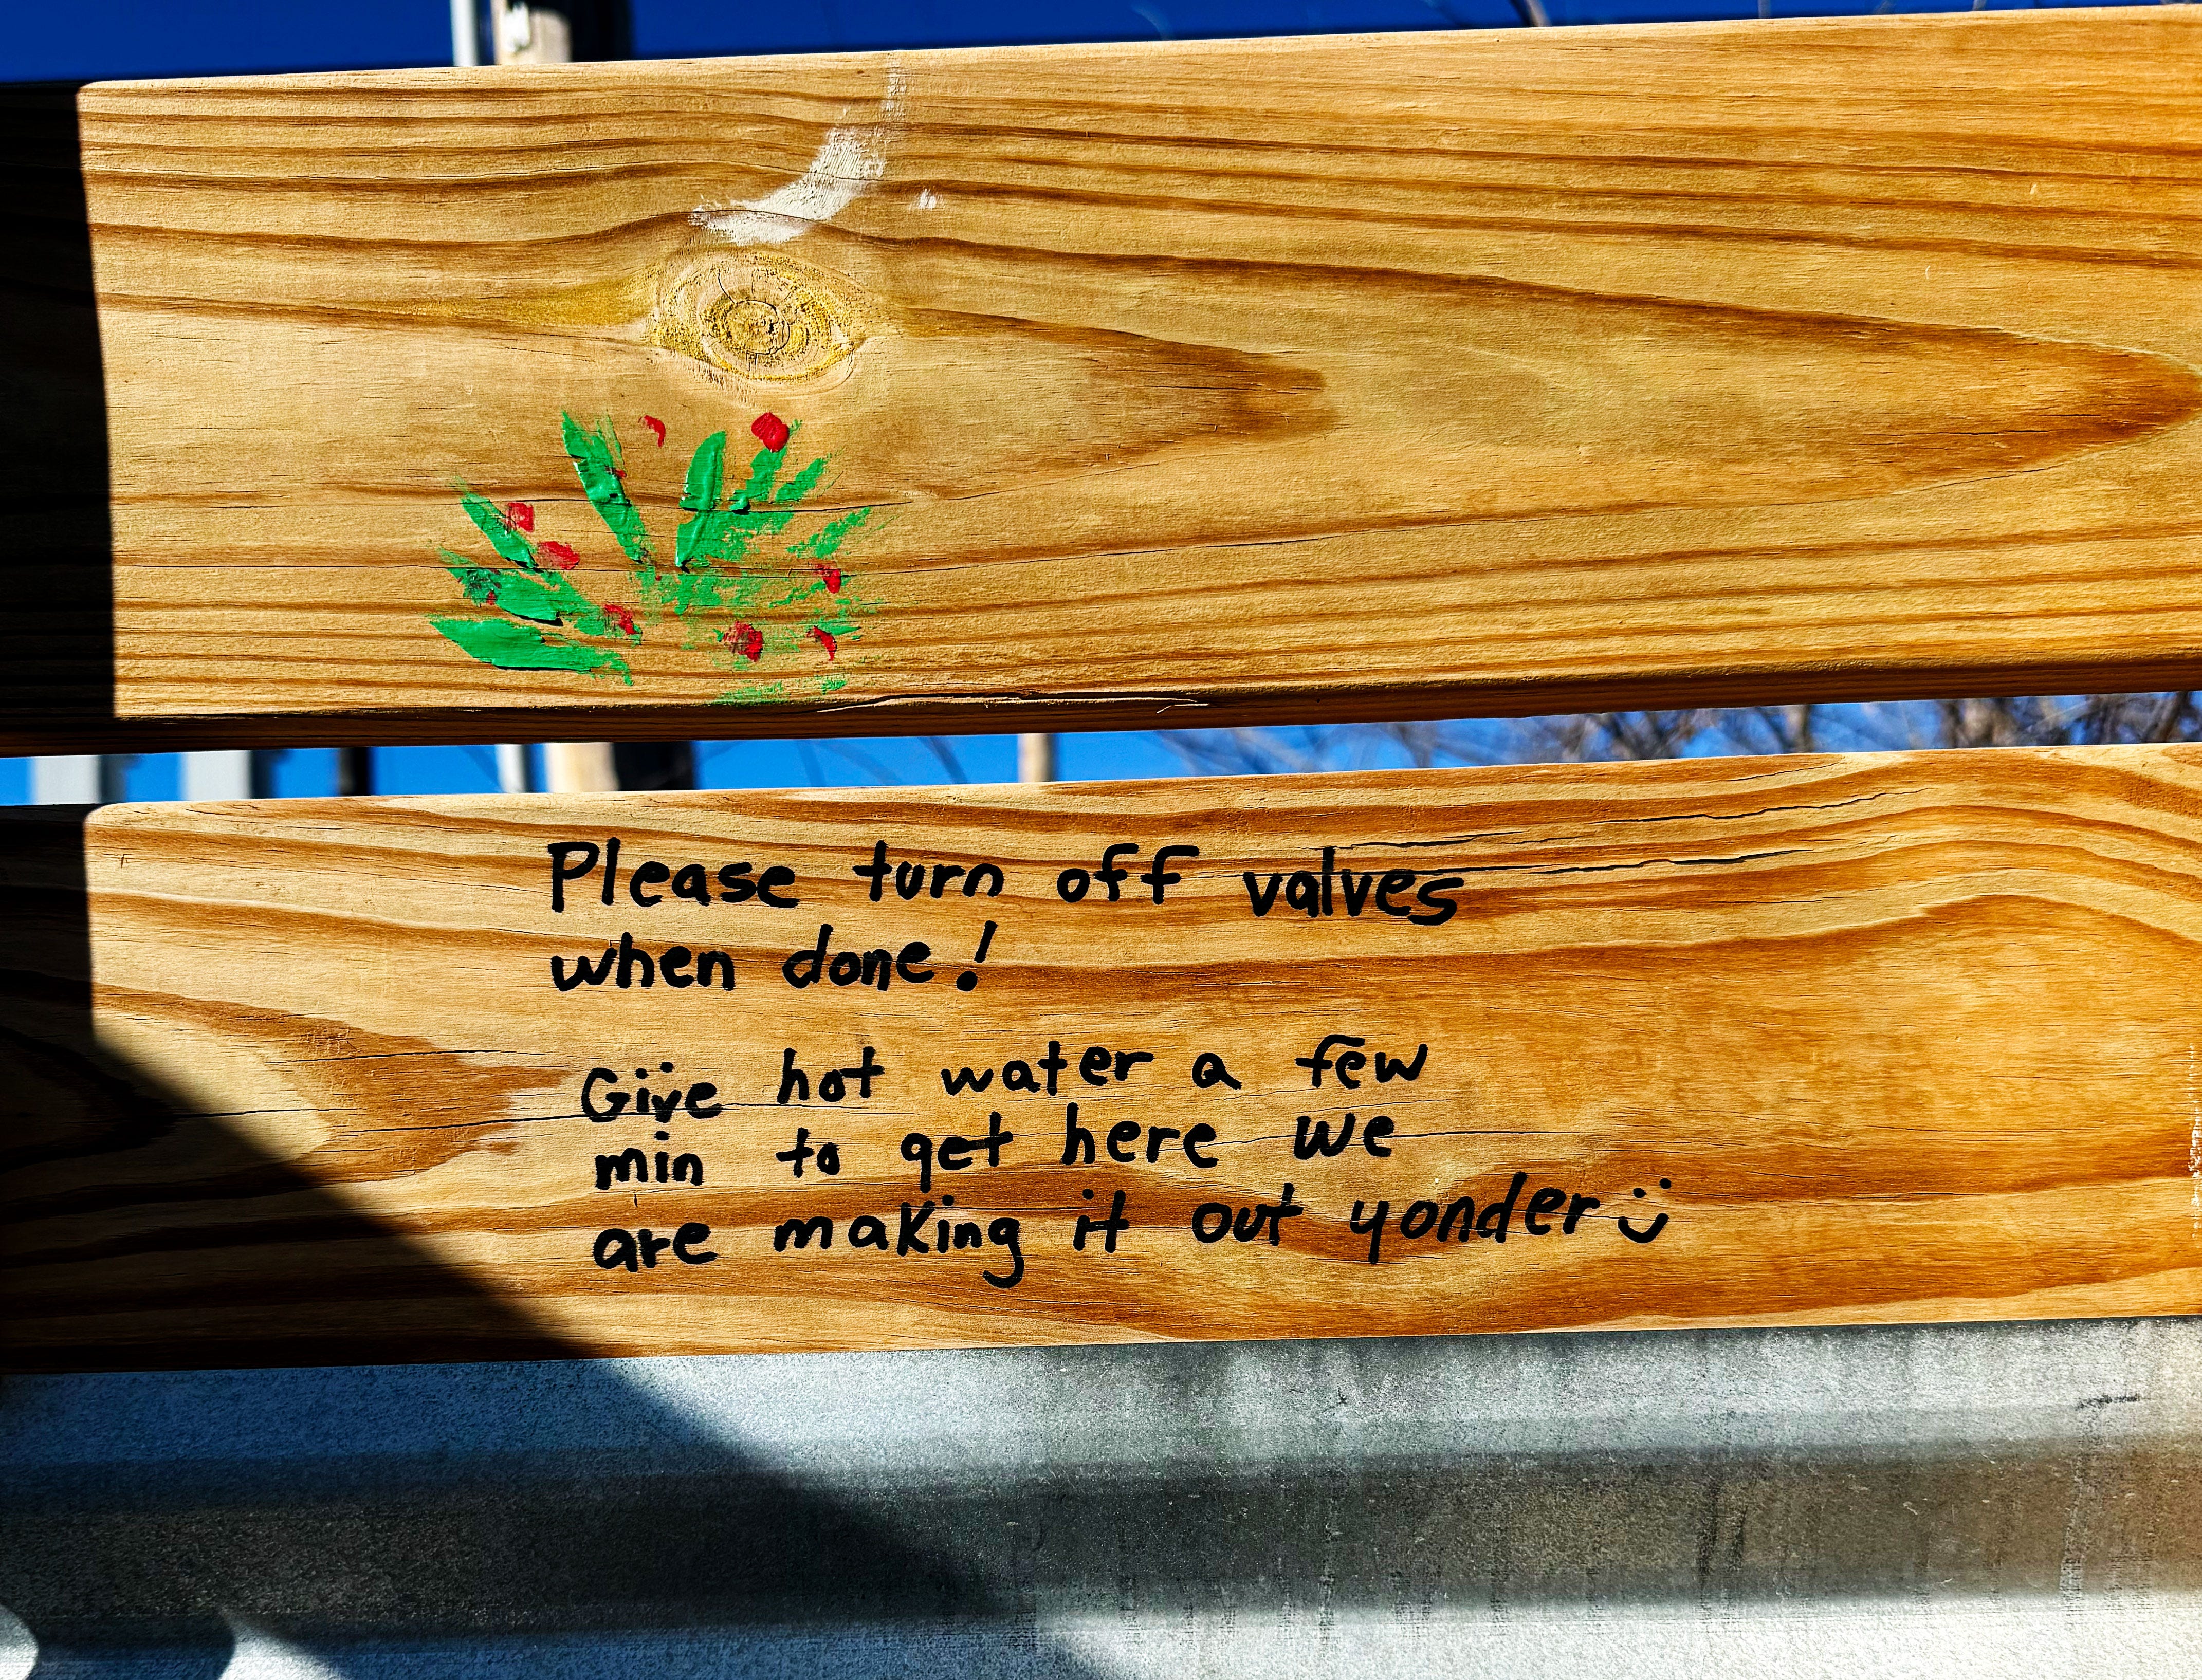 Please turn off valves
when done!
Give hot water a few
min to get here we
are making it out yonder